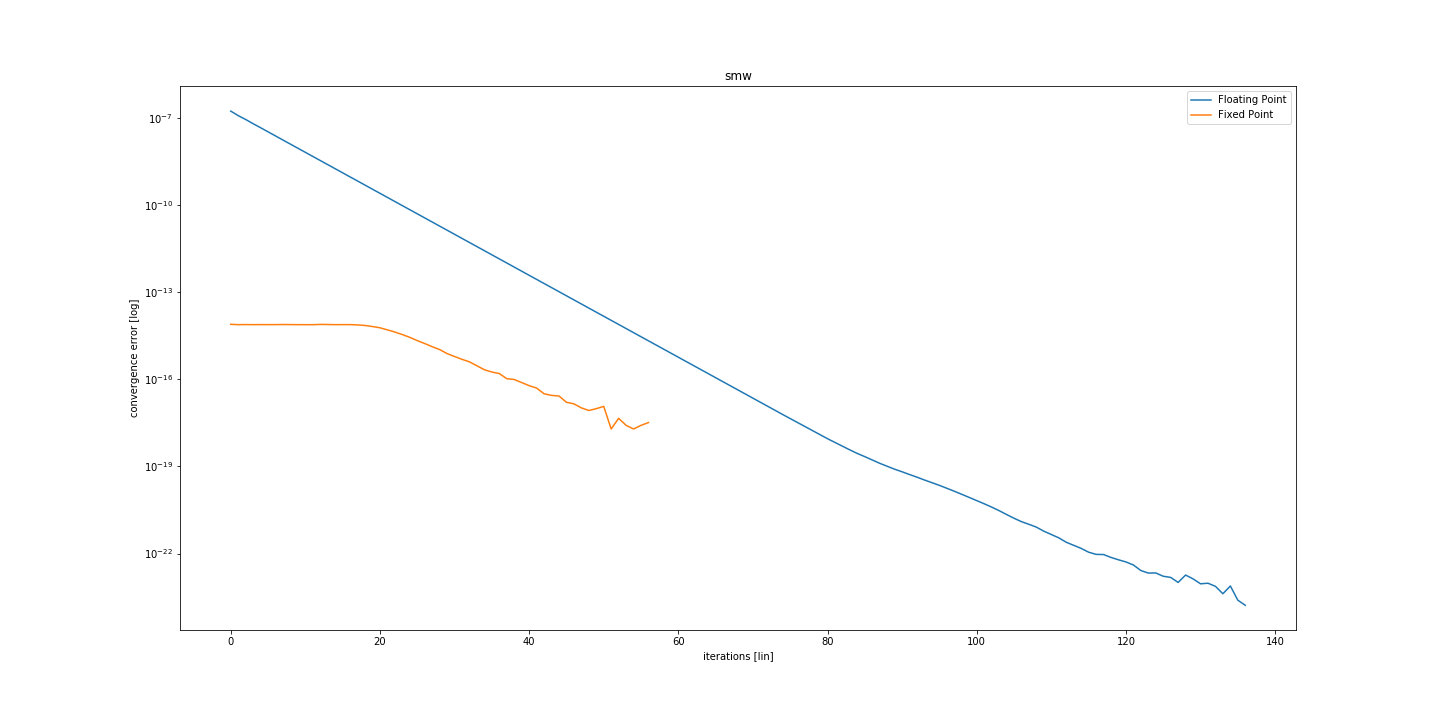 smw
Floating Point
Fixed Point
10⁻⁷
10⁻¹⁰
10⁻¹³
10⁻¹⁶
10⁻¹⁹
10⁻²²
convergence error [log]
0 20 40 60 80 100 120 140
iterations [lin]